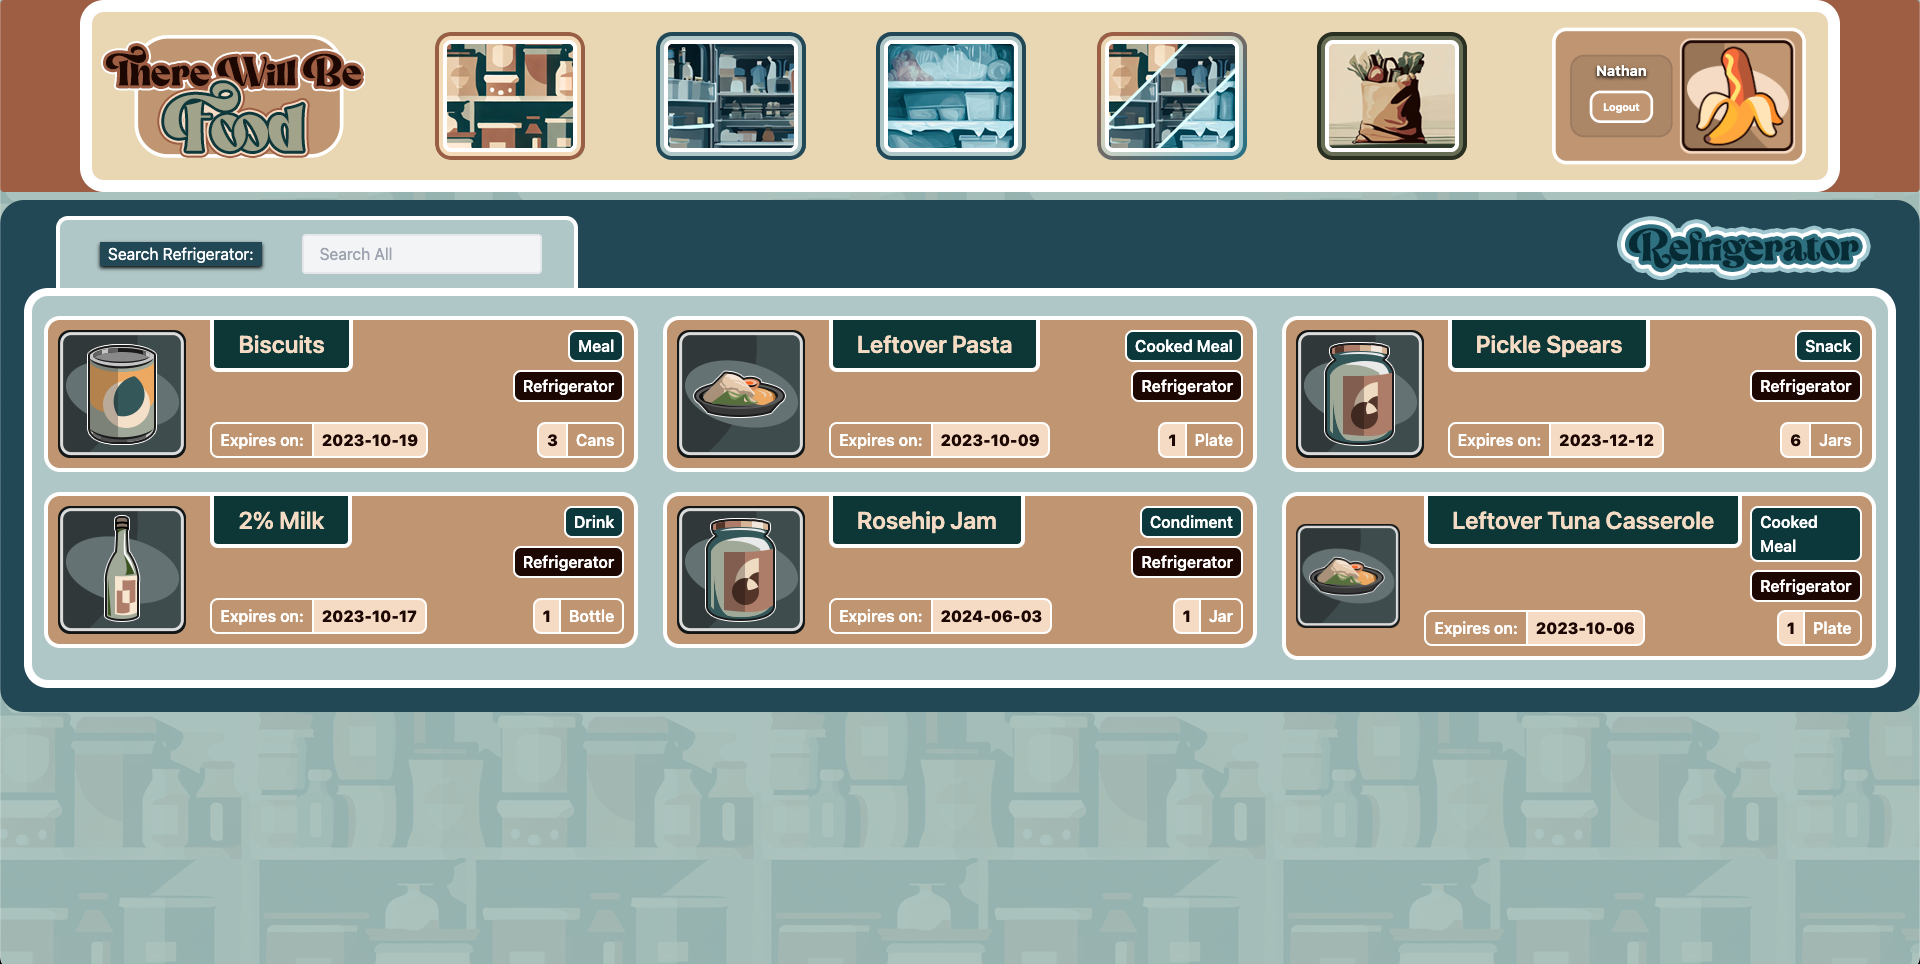 There Will Be
Food
Nathan
Logout
Search Refrigerator:
Search All
Refrigerator
Biscuits
Meal
Refrigerator
Expires on: 2023-10-19
3 Cans
Leftover Pasta
Cooked Meal
Refrigerator
Expires on: 2023-10-09
1 Plate
Pickle Spears
Snack
Refrigerator
Expires on: 2023-12-12
6 Jars
2% Milk
Drink
Refrigerator
Expires on: 2023-10-17
1 Bottle
Rosehip Jam
Condiment
Refrigerator
Expires on: 2024-06-03
1 Jar
Leftover Tuna Casserole
Cooked
Meal
Refrigerator
Expires on: 2023-10-06
1 Plate